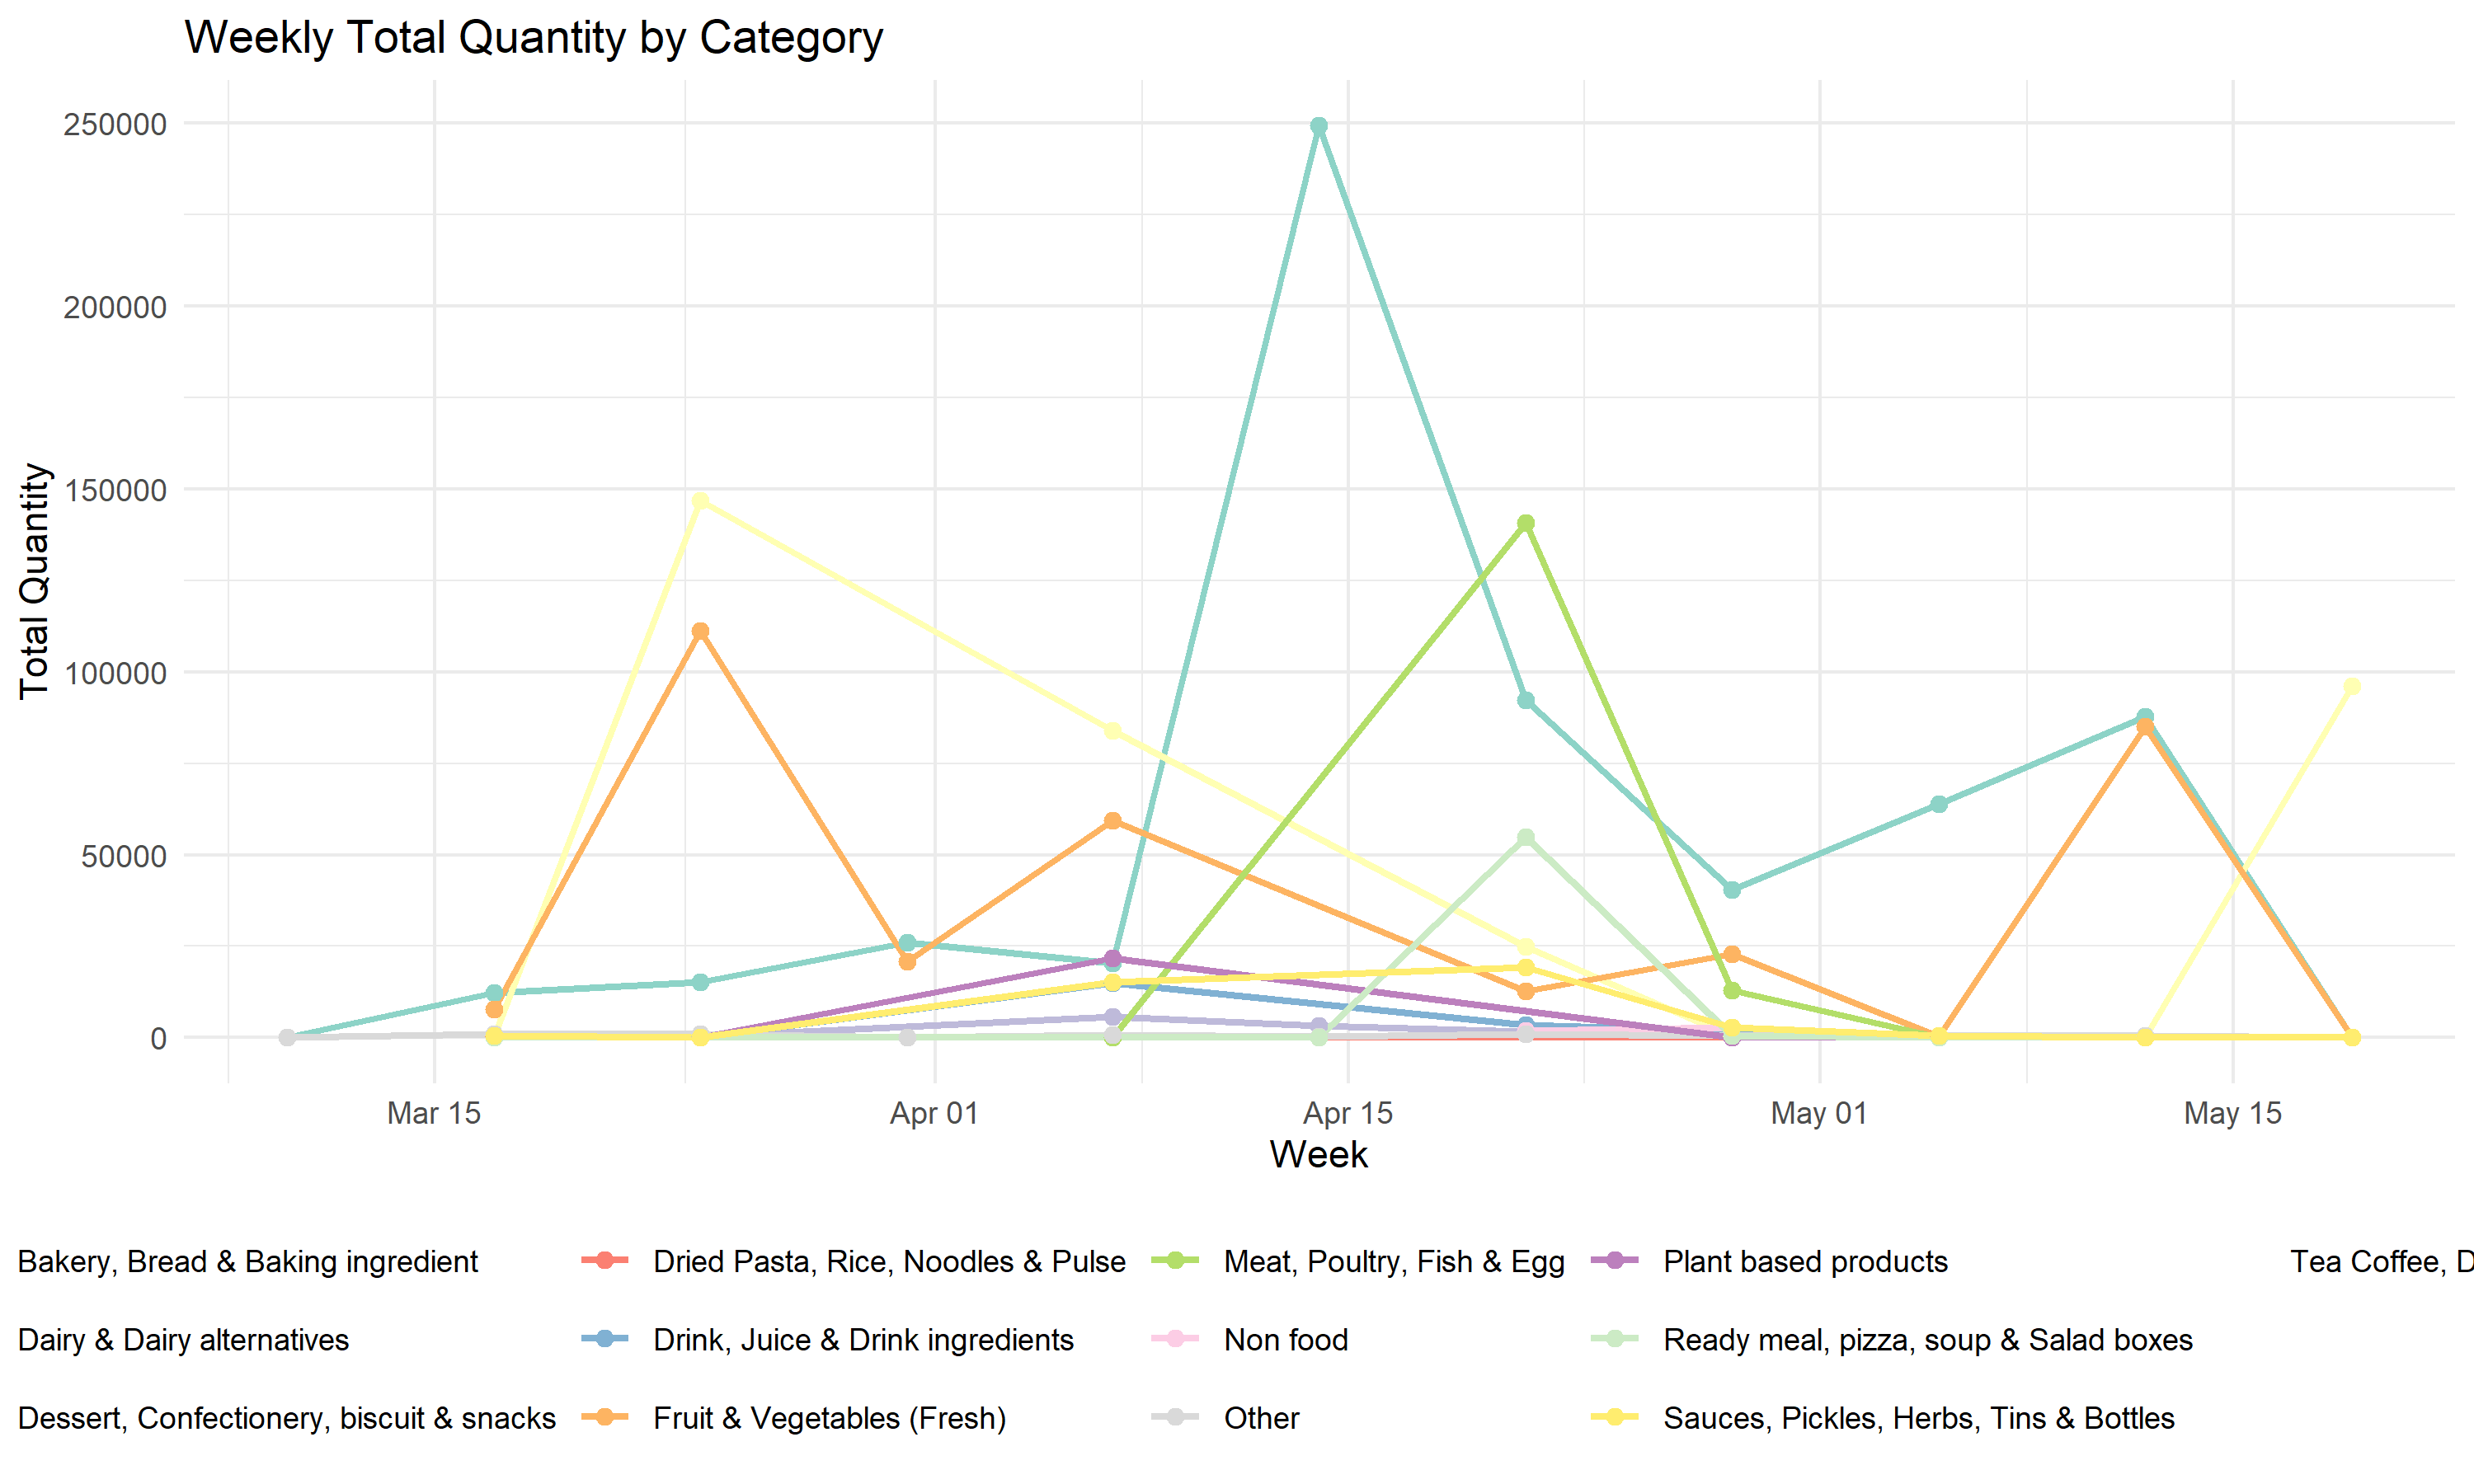 Weekly Total Quantity by Category
250000
200000
150000
100000
50000
0
Total Quantity
Mar 15
Apr 01
Apr 15
May 01
May 15
Week
Bakery, Bread & Baking ingredient
Dried Pasta, Rice, Noodles & Pulse
Meat, Poultry, Fish & Egg
Plant based products
Tea Coffee, D
Dairy & Dairy alternatives
Drink, Juice & Drink ingredients
Non food
Ready meal, pizza, soup & Salad boxes
Dessert, Confectionery, biscuit & snacks
Fruit & Vegetables (Fresh)
Other
Sauces, Pickles, Herbs, Tins & Bottles